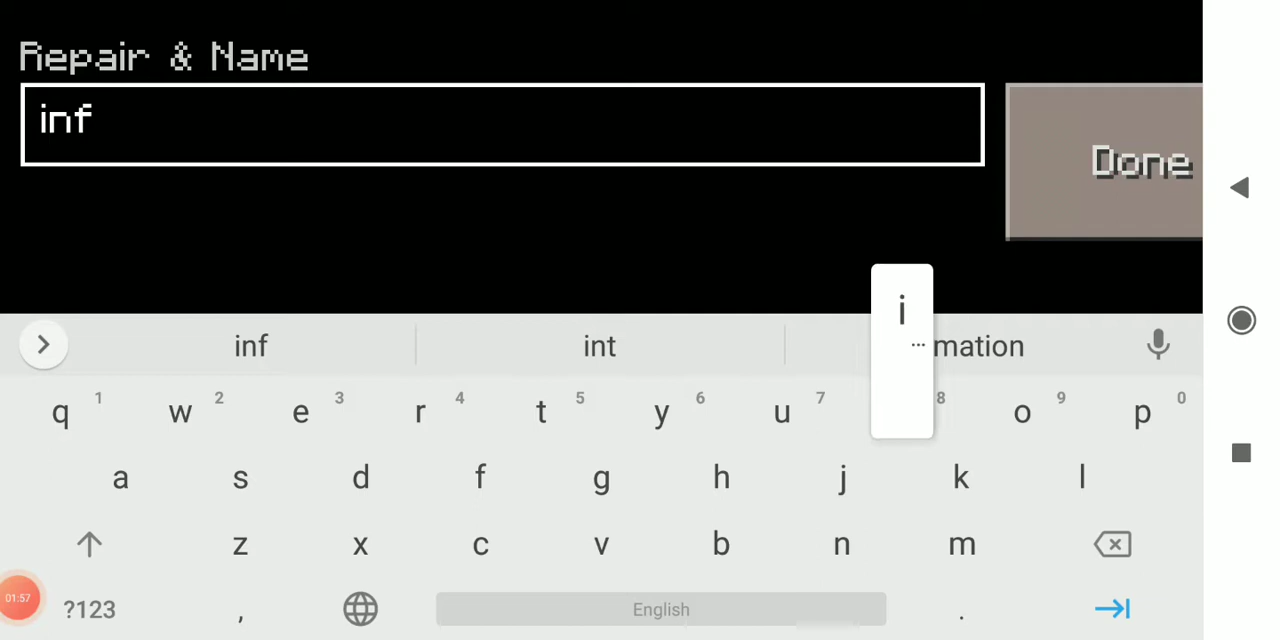 Repair & Name
inf
Done
i
...
inf
int
mation
q 1 w 2 e 3 r 4 t 5 y 6 u 7 8 o 9 p 0
a s d f g h j k l
z x c v b n m
01:57
?123 , English .